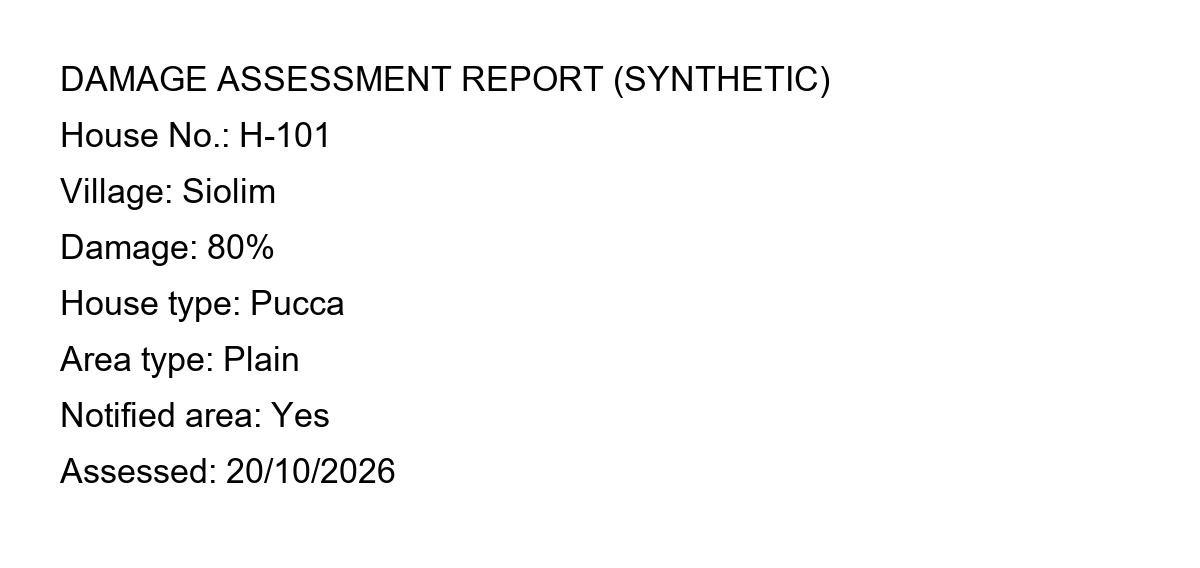 DAMAGE ASSESSMENT REPORT (SYNTHETIC)
House No.: H-101
Village: Siolim
Damage: 80%
House type: Pucca
Area type: Plain
Notified area: Yes
Assessed: 20/10/2026